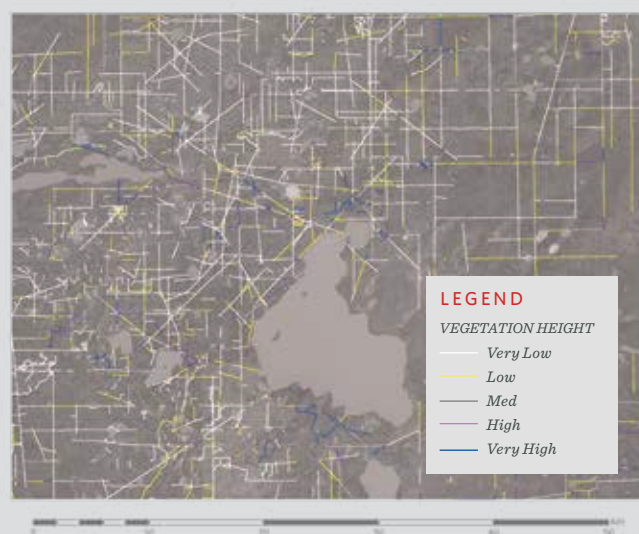 LEGEND
VEGETATION HEIGHT
Very Low
Low
Med
High
Very High